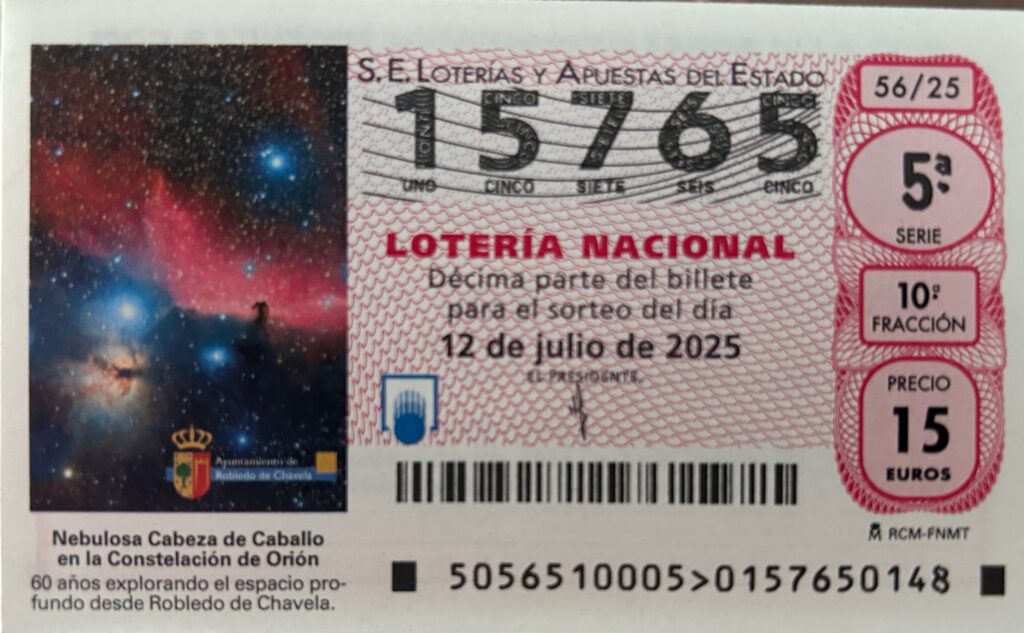 S.E.LOTERÍAS Y APUESTAS DEL ESTADO
CINCO SIETE CINCO
15765
UNO CINCO SIETE SEIS CINCO
LOTERÍA NACIONAL
Décima parte del billete
para el sorteo del día
12 de julio de 2025
EL PRESIDENTE,
56/25
5ª
SERIE
10ª
FRACCIÓN
PRECIO
15
EUROS
RCM-FNMT
Ayuntamiento de
Robledo de Chavela
Nebulosa Cabeza de Caballo
en la Constelación de Orión
60 años explorando el espacio pro-
fundo desde Robledo de Chavela.
5056510005>0157650148